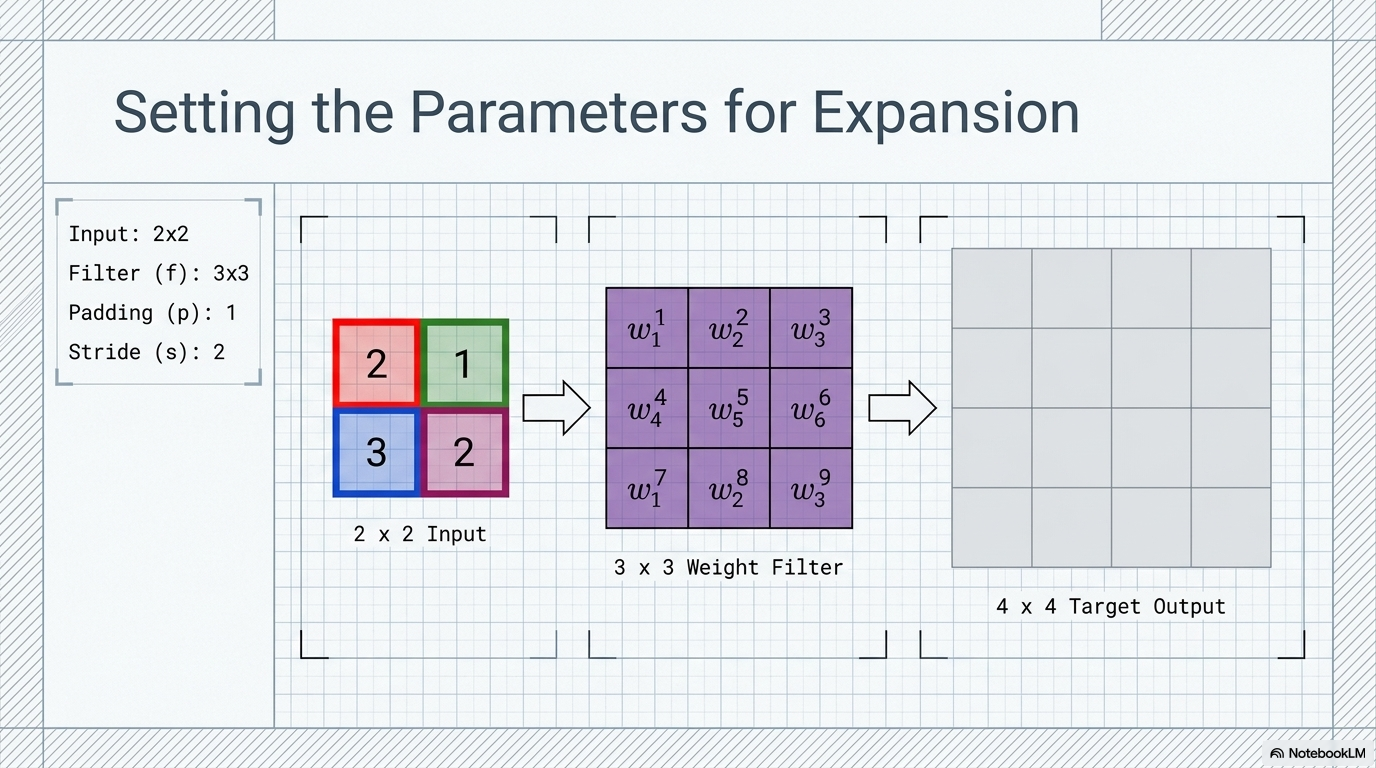 Setting the Parameters for Expansion
Input: 2x2
Filter (f): 3x3
Padding (p): 1
Stride (s): 2
2 1
3 2
2 x 2 Input
w₁¹ w₂² w₃³
w₄⁴ w₅⁵ w₆⁶
w₁⁷ w₂⁸ w₃⁹
3 x 3 Weight Filter
4 x 4 Target Output
NotebookLM